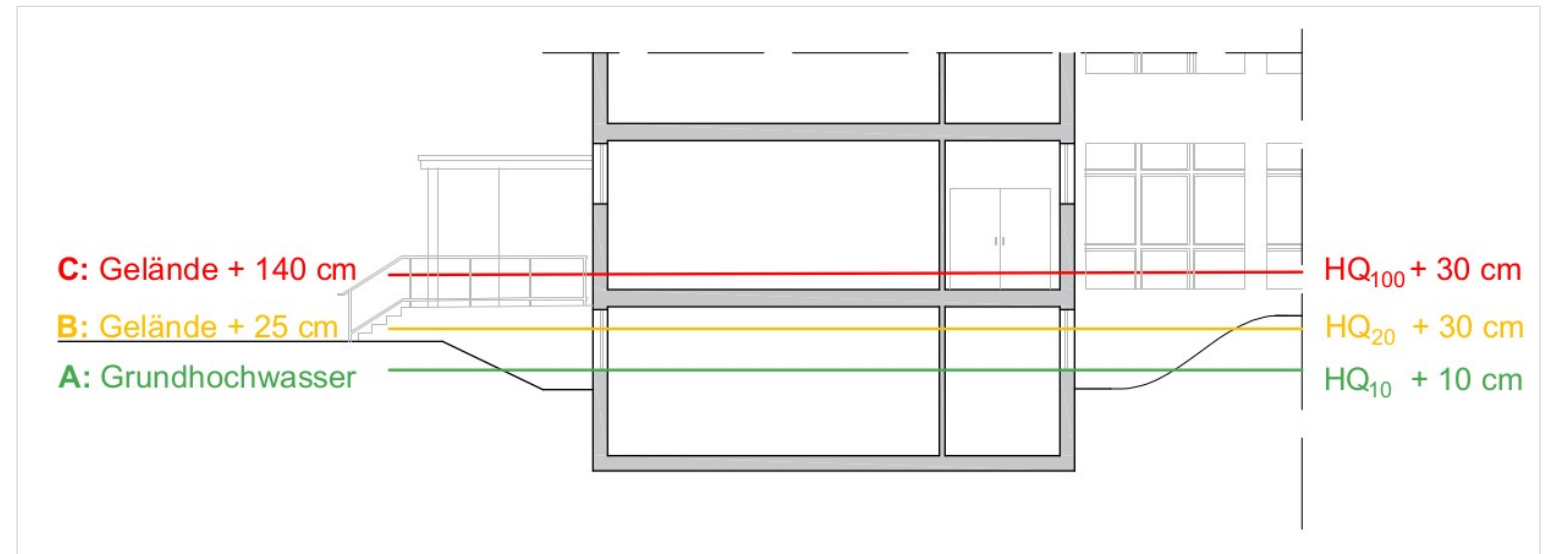 C: Gelände + 140 cm
HQ100 + 30 cm
B: Gelände + 25 cm
HQ20 + 30 cm
A: Grundhochwasser
HQ10 + 10 cm